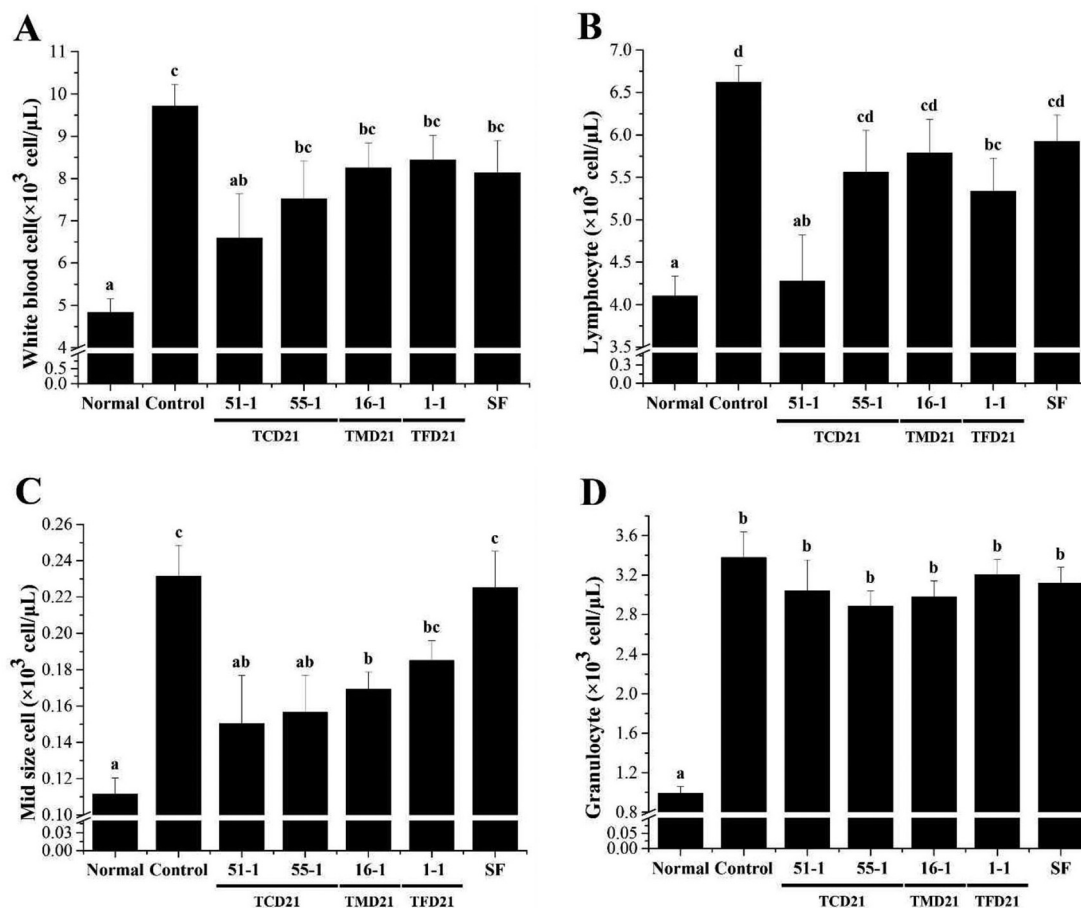 A
White blood cell(×10³ cell/μL)
11
10
9
8
7
6
5
4
0.5
0.0
a
c
ab
bc
bc
bc
bc
Normal Control 51-1 55-1 16-1 1-1 SF
TCD21 TMD21 TFD21
B
Lymphocyte (×10³ cell/μL)
7.0
6.5
6.0
5.5
5.0
4.5
4.0
3.5
0.3
0.0
a
d
ab
cd
cd
bc
cd
Normal Control 51-1 55-1 16-1 1-1 SF
TCD21 TMD21 TFD21
C
Mid size cell (×10³ cell/μL)
0.26
0.24
0.22
0.20
0.18
0.16
0.14
0.12
0.10
0.03
0.00
a
c
ab
ab
b
bc
c
Normal Control 51-1 55-1 16-1 1-1 SF
TCD21 TMD21 TFD21
D
Granulocyte (×10³ cell/μL)
3.6
3.2
2.8
2.4
2.0
1.6
1.2
0.8
0.05
0.00
a
b
b
b
b
b
b
Normal Control 51-1 55-1 16-1 1-1 SF
TCD21 TMD21 TFD21